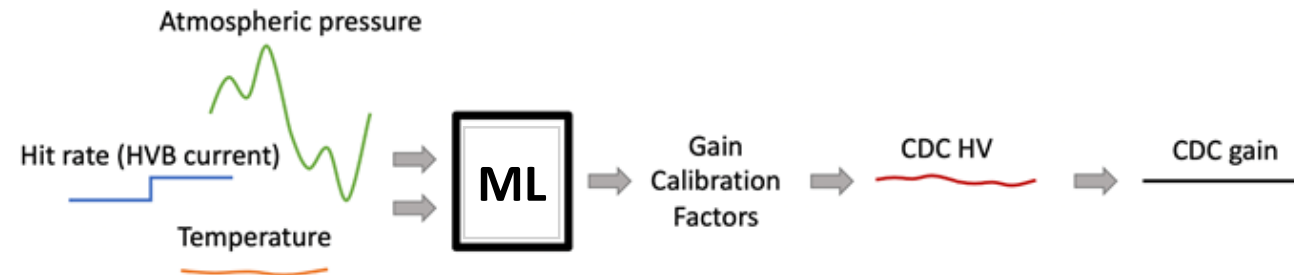 Atmospheric pressure
Hit rate (HVB current)
Temperature
ML
Gain
Calibration
Factors
CDC HV
CDC gain